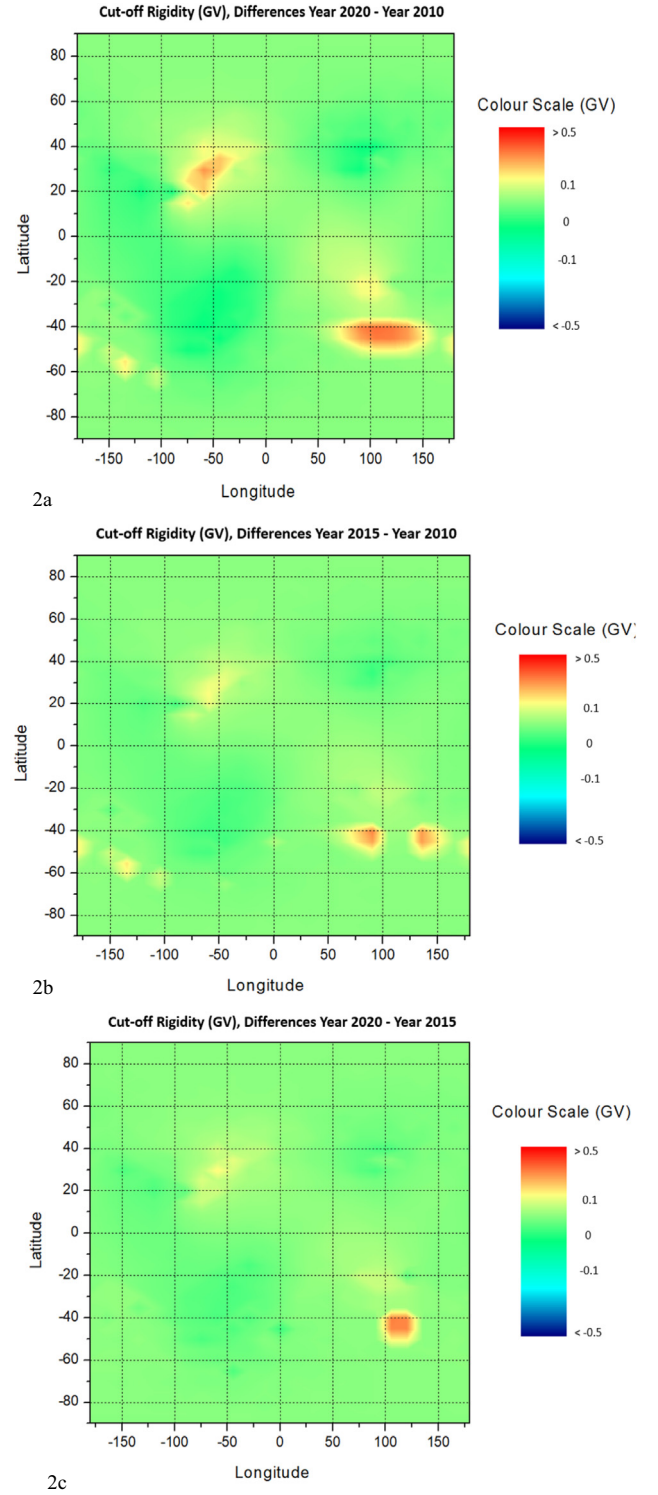 Cut-off Rigidity (GV), Differences Year 2020 - Year 2010
Colour Scale (GV)
> 0.5
0.1
0
-0.1
< -0.5
Latitude
80
60
40
20
0
-20
-40
-60
-80
-150 -100 -50 0 50 100 150
Longitude
2a
Cut-off Rigidity (GV), Differences Year 2015 - Year 2010
Colour Scale (GV)
> 0.5
0.1
0
-0.1
< -0.5
Latitude
80
60
40
20
0
-20
-40
-60
-80
-150 -100 -50 0 50 100 150
Longitude
2b
Cut-off Rigidity (GV), Differences Year 2020 - Year 2015
Colour Scale (GV)
> 0.5
0.1
0
-0.1
< -0.5
Latitude
80
60
40
20
0
-20
-40
-60
-80
-150 -100 -50 0 50 100 150
Longitude
2c